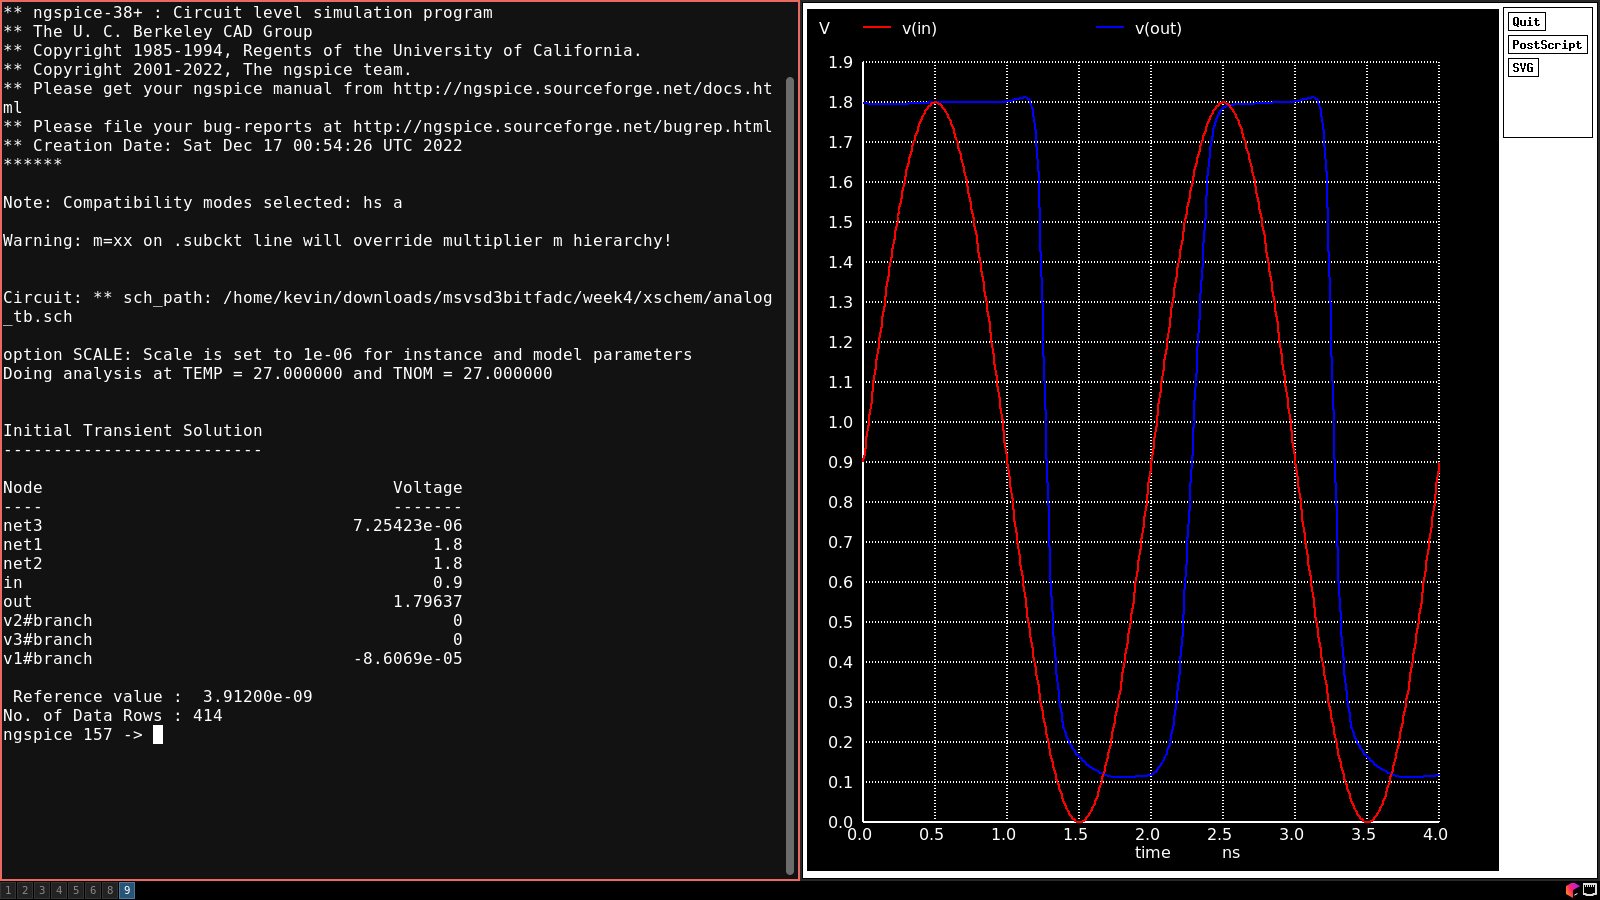 ** ngspice-38+ : Circuit level simulation program
** The U. C. Berkeley CAD Group
** Copyright 1985-1994, Regents of the University of California.
** Copyright 2001-2022, The ngspice team.
** Please get your ngspice manual from http://ngspice.sourceforge.net/docs.ht
ml
** Please file your bug-reports at http://ngspice.sourceforge.net/bugrep.html
** Creation Date: Sat Dec 17 00:54:26 UTC 2022
******
Note: Compatibility modes selected: hs a
Warning: m=xx on .subckt line will override multiplier m hierarchy!
Circuit: ** sch_path: /home/kevin/downloads/msvsd3bitfadc/week4/xschem/analog
_tb.sch
option SCALE: Scale is set to 1e-06 for instance and model parameters
Doing analysis at TEMP = 27.000000 and TNOM = 27.000000
Initial Transient Solution
--------------------------
Node Voltage
---- -------
net3 7.25423e-06
net1 1.8
net2 1.8
in 0.9
out 1.79637
v2#branch 0
v3#branch 0
v1#branch -8.6069e-05
Reference value : 3.91200e-09
No. of Data Rows : 414
ngspice 157 ->
V v(in) v(out)
1.9
1.8
1.7
1.6
1.5
1.4
1.3
1.2
1.1
1.0
0.9
0.8
0.7
0.6
0.5
0.4
0.3
0.2
0.1
0.0
0.0 0.5 1.0 1.5 2.0 2.5 3.0 3.5 4.0
time ns
Quit
PostScript
SVG
1 2 3 4 5 6 8 9